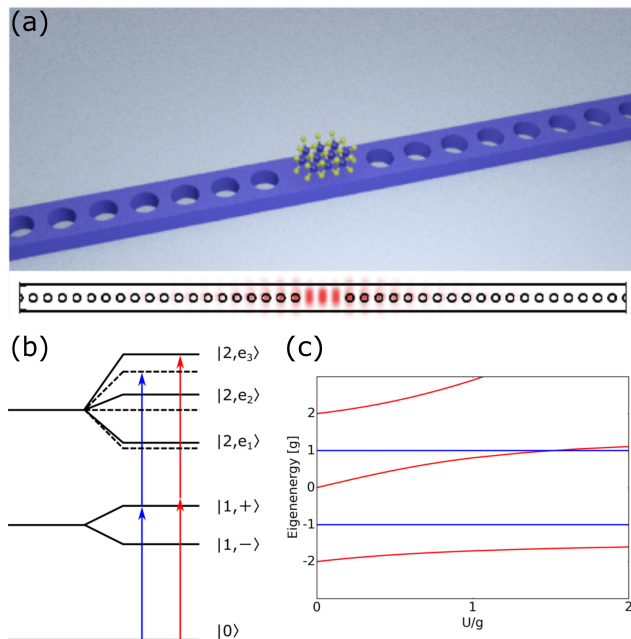 (a)
(b)
|2,e₃⟩
|2,e₂⟩
|2,e₁⟩
|1,+⟩
|1,−⟩
|0⟩
(c)
Eigenenergy [g]
2
1
0
-1
-2
0
1
2
U/g